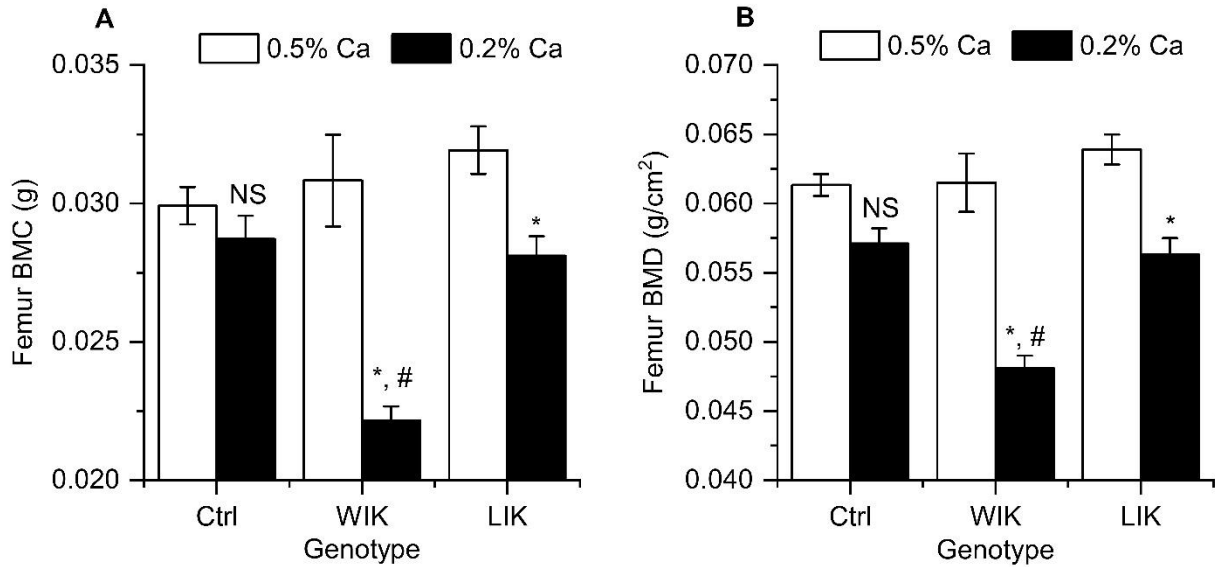 A
0.5% Ca 0.2% Ca
0.035
0.030
0.025
0.020
Femur BMC (g)
NS
*, #
*
Ctrl WIK LIK
Genotype
B
0.5% Ca 0.2% Ca
0.070
0.065
0.060
0.055
0.050
0.045
0.040
Femur BMD (g/cm²)
NS
*, #
*
Ctrl WIK LIK
Genotype